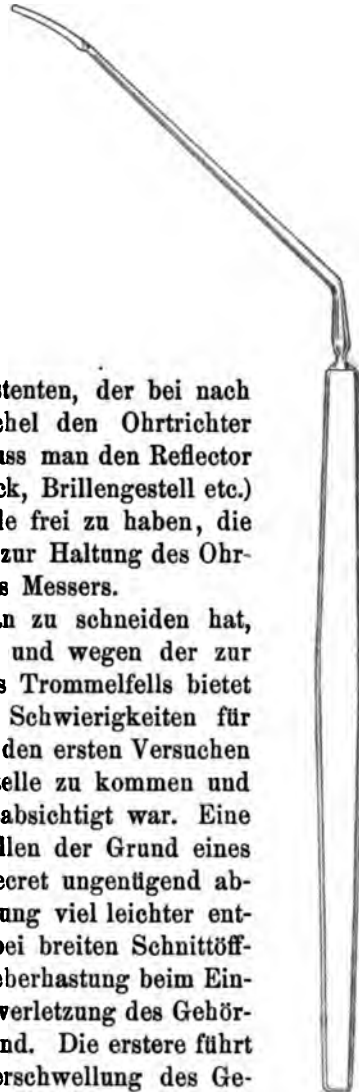 stenten, der bei nach
chel den Ohrtrichter
ass man den Reflector
ck, Brillengestell etc.)
de frei zu haben, die
zur Haltung des Ohr-
s Messers.
an zu schneiden hat,
und wegen der zur
s Trommelfells bietet
Schwierigkeiten für
den ersten Versuchen
telle zu kommen und
absichtigt war. Eine
llen der Grund eines
ecret ungenügend ab-
ung viel leichter ent-
bei breiten Schnittöff-
eberhastung beim Ein-
verletzung des Gehör-
nd. Die erstere führt
erschwellung des Ge-